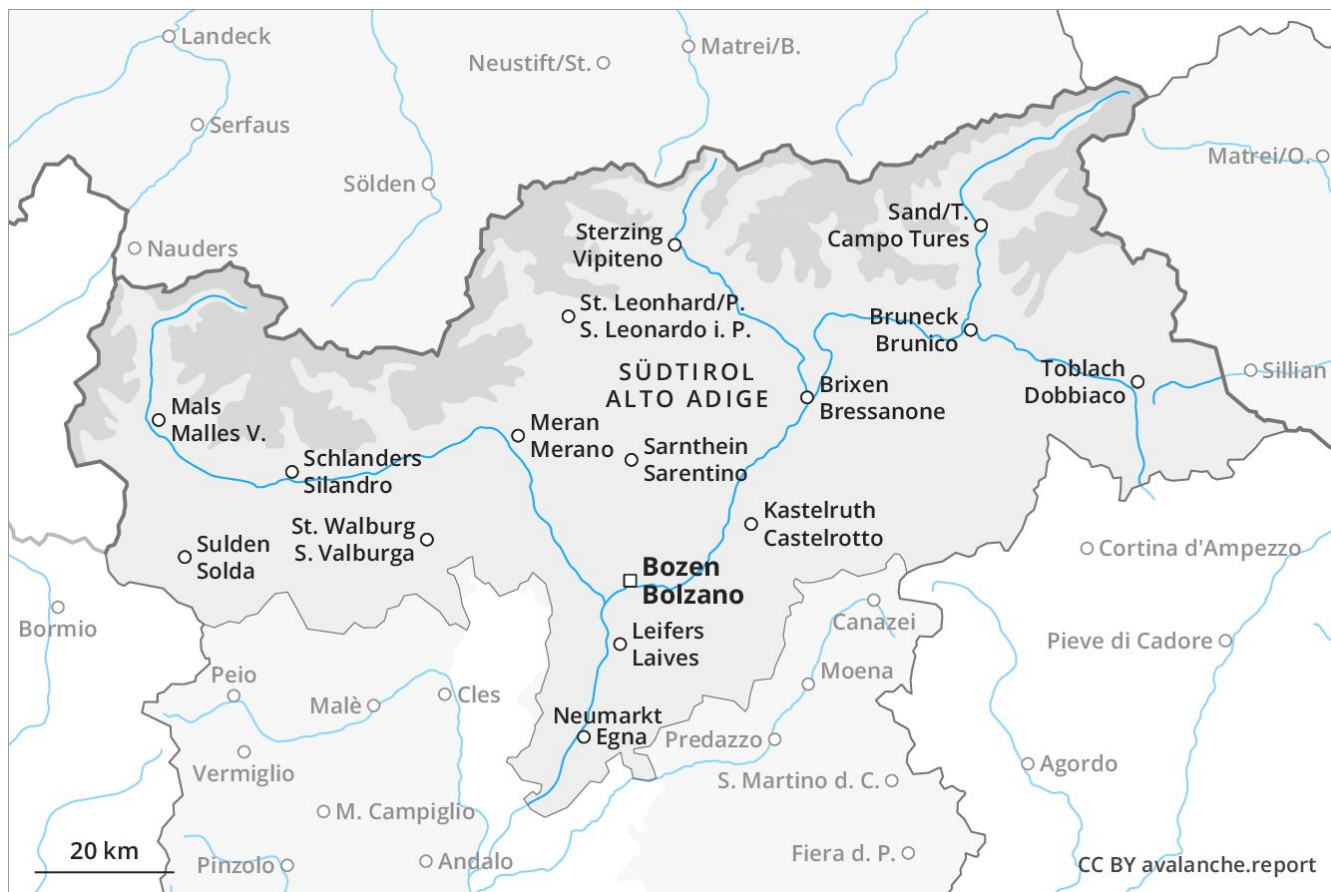 Landeck
Matrei/B.
Neustift/St.
Serfaus
Matrei/O.
Sölden
Sand/T.
Campo Tures
Sterzing
Vipiteno
Nauders
St. Leonhard/P.
S. Leonardo i. P.
Bruneck
Brunico
SÜDTIROL
ALTO ADIGE
Toblach
Dobbiaco
Sillian
Brixen
Bressanone
Mals
Malles V.
Meran
Merano
Sarnthein
Sarentino
Schlanders
Silandro
Kastelruth
Castelrotto
St. Walburg
S. Valburga
Sulden
Solda
Cortina d'Ampezzo
Bozen
Bolzano
Bormio
Canazei
Leifers
Laives
Pieve di Cadore
Peio
Moena
Malè
Cles
Neumarkt
Egna
Predazzo
Vermiglio
Agordo
S. Martino d. C.
M. Campiglio
20 km
Pinzolo
Andalo
Fiera d. P.
CC BY avalanche.report